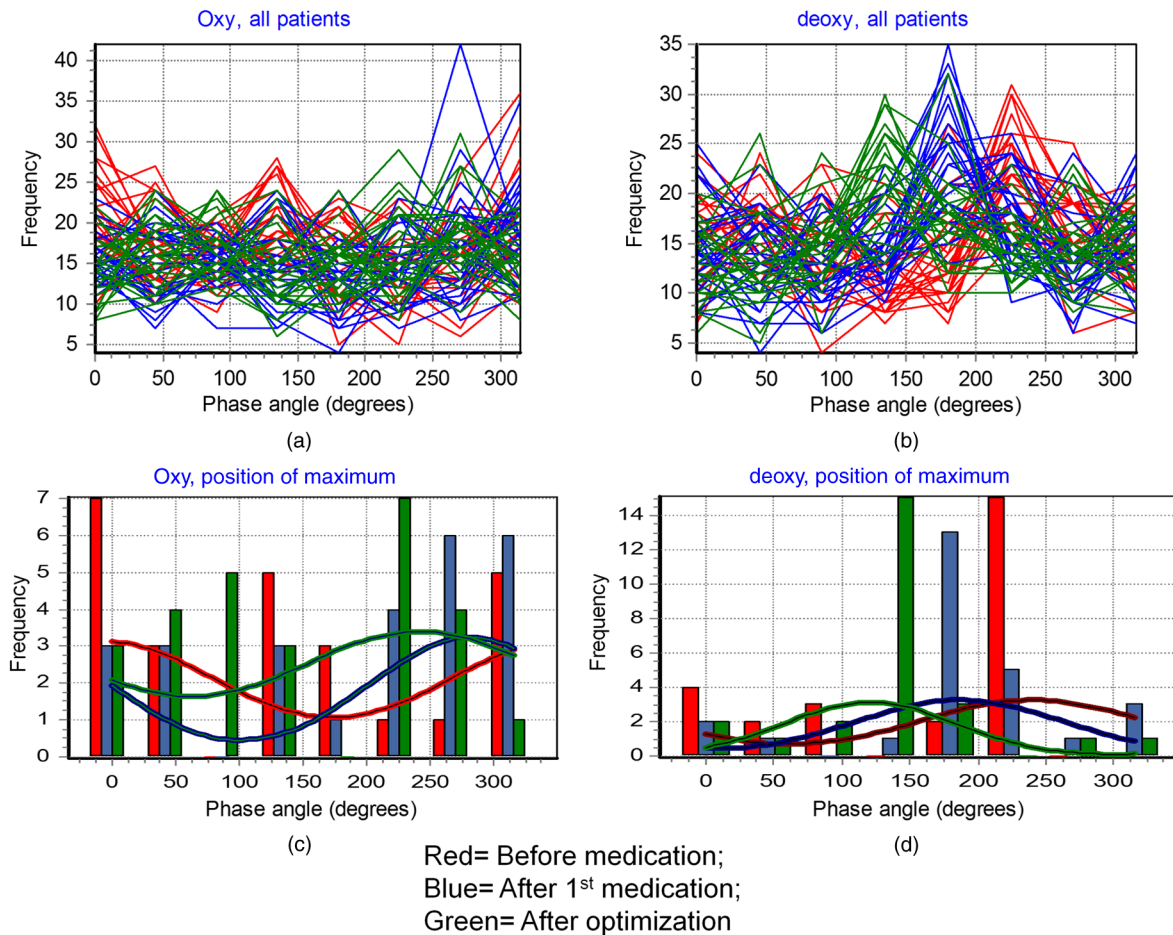 Oxy, all patients
40
35
30
25
20
15
10
5
Frequency
0 50 100 150 200 250 300
Phase angle (degrees)
(a)
deoxy, all patients
35
30
25
20
15
10
5
Frequency
0 50 100 150 200 250 300
Phase angle (degrees)
(b)
Oxy, position of maximum
7
6
5
4
3
2
1
0
Frequency
0 50 100 150 200 250 300
Phase angle (degrees)
(c)
deoxy, position of maximum
14
12
10
8
6
4
2
0
Frequency
0 50 100 150 200 250 300
Phase angle (degrees)
(d)
Red= Before medication;
Blue= After 1st medication;
Green= After optimization